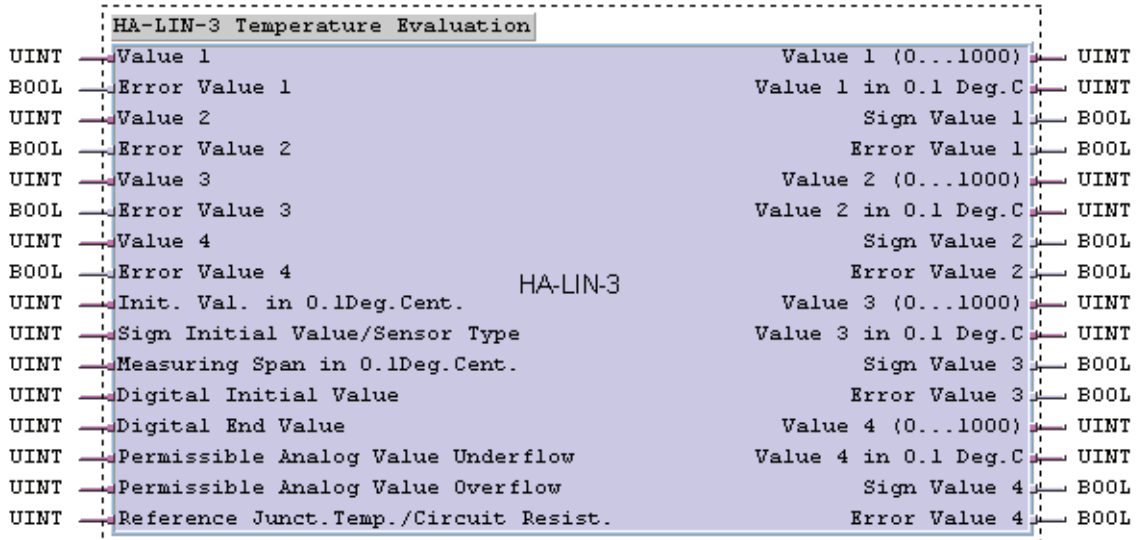 HA-LIN-3 Temperature Evaluation
UINT Value 1 Value 1 (0...1000) UINT
BOOL Error Value 1 Value 1 in 0.1 Deg.C UINT
UINT Value 2 Sign Value 1 BOOL
BOOL Error Value 2 Error Value 1 BOOL
UINT Value 3 Value 2 (0...1000) UINT
BOOL Error Value 3 Value 2 in 0.1 Deg.C UINT
UINT Value 4 Sign Value 2 BOOL
BOOL Error Value 4 Error Value 2 BOOL
HA-LIN-3
UINT Init. Val. in 0.1Deg.Cent. Value 3 (0...1000) UINT
UINT Sign Initial Value/Sensor Type Value 3 in 0.1 Deg.C UINT
UINT Measuring Span in 0.1Deg.Cent. Sign Value 3 BOOL
UINT Digital Initial Value Error Value 3 BOOL
UINT Digital End Value Value 4 (0...1000) UINT
UINT Permissible Analog Value Underflow Value 4 in 0.1 Deg.C UINT
UINT Permissible Analog Value Overflow Sign Value 4 BOOL
UINT Reference Junct.Temp./Circuit Resist. Error Value 4 BOOL